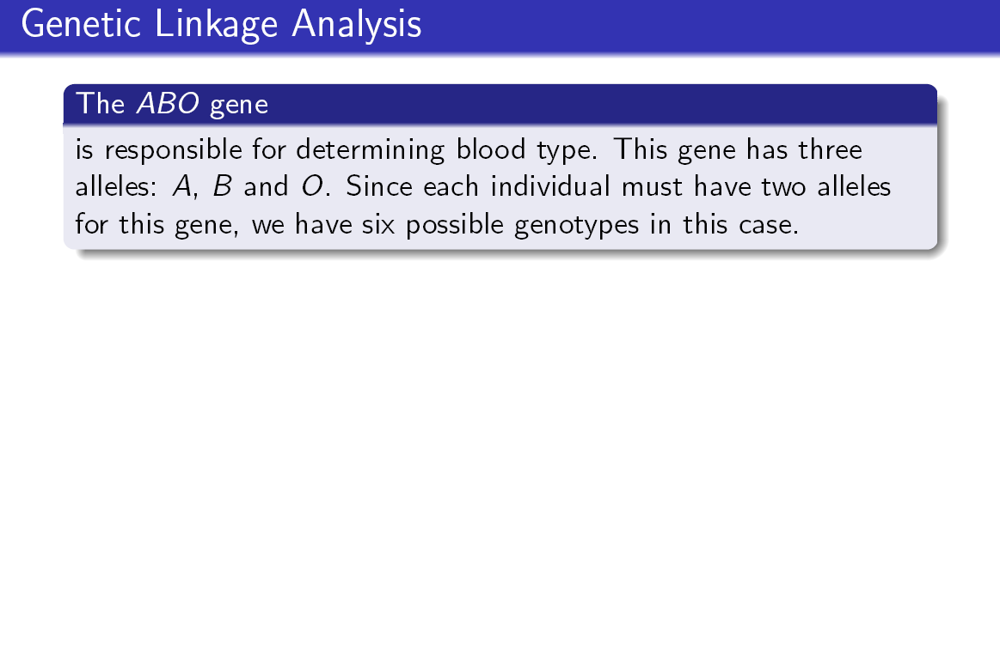 Genetic Linkage Analysis
The ABO gene
is responsible for determining blood type. This gene has three
alleles: A, B and O. Since each individual must have two alleles
for this gene, we have six possible genotypes in this case.